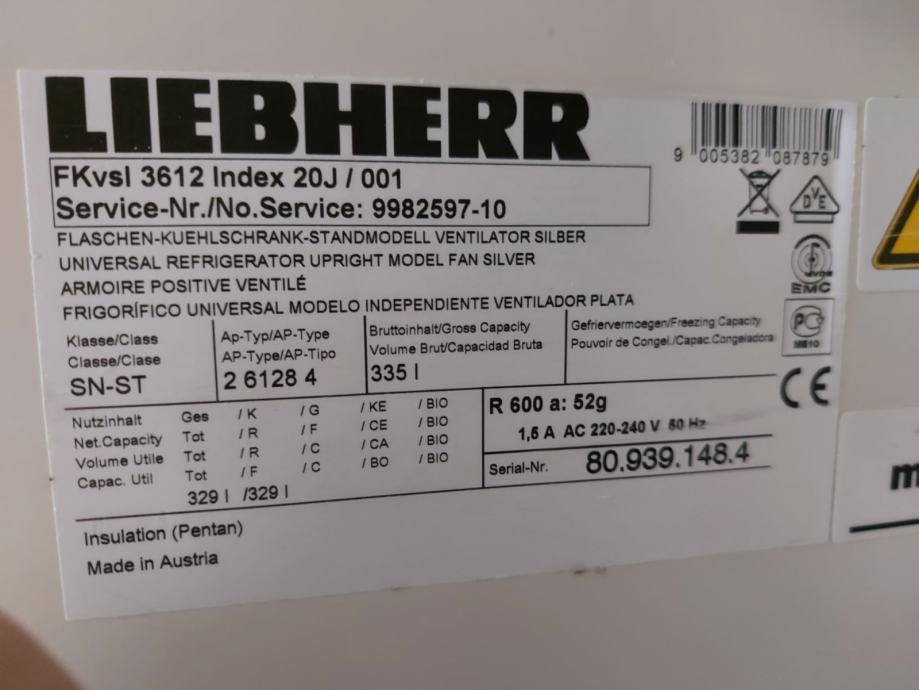 LIEBHERR
9 005382 087879
FKvsl 3612 Index 20J / 001
Service-Nr./No.Service: 9982597-10
FLASCHEN-KUEHLSCHRANK-STANDMODELL VENTILATOR SILBER
UNIVERSAL REFRIGERATOR UPRIGHT MODEL FAN SILVER
ARMOIRE POSITIVE VENTILÉ
FRIGORÍFICO UNIVERSAL MODELO INDEPENDIENTE VENTILADOR PLATA
DVE
EMC
PC
ME10
CE
Klasse/Class
Classe/Clase
SN-ST
Ap-Typ/AP-Type
AP-Type/AP-Tipo
2 6128 4
Bruttoinhalt/Gross Capacity
Volume Brut/Capacidad Bruta
335 l
Gefriervermoegen/Freezing Capacity
Pouvoir de Congel./Capac.Congeladora
Nutzinhalt Ges / K / G / KE / BIO
Net.Capacity Tot / R / F / CE / BIO
Volume Utile Tot / R / C / CA / BIO
Capac. Util Tot / F / C / BO / BIO
329 l /329 l
R 600 a: 52g
1,5 A AC 220-240 V 50 Hz
Serial-Nr. 80.939.148.4
Insulation (Pentan)
Made in Austria
m